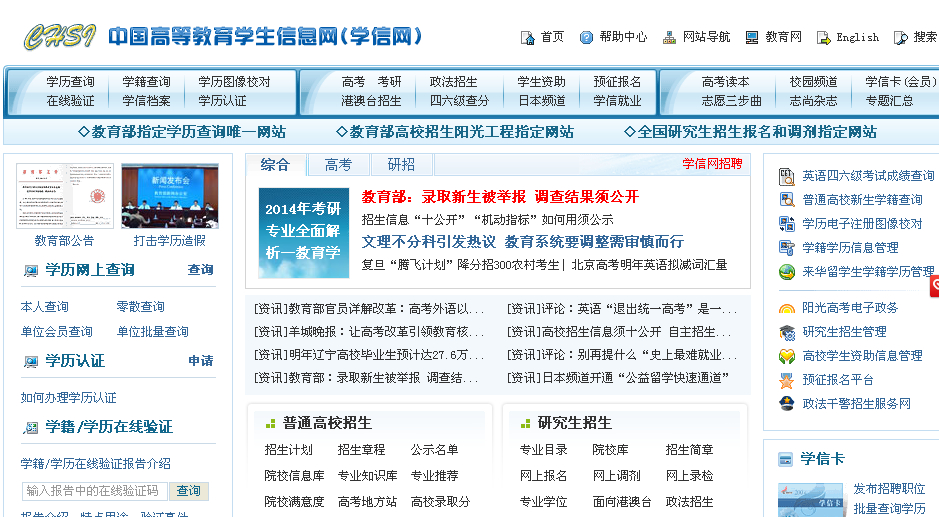 CHSI 中国高等教育学生信息网(学信网)
首页 帮助中心 网站导航 教育网 English 搜索
学历查询 学籍查询 学历图像校对
在线验证 学信档案 学历认证
高考 考研 政法招生 学生资助 预征报名
港澳台招生 四六级查分 日本频道 学信就业
高考读本 校园频道 学信卡(会员)
志愿三步曲 志尚杂志 专题汇总
◇教育部指定学历查询唯一网站 ◇教育部高校招生阳光工程指定网站 ◇全国研究生招生报名和调剂指定网站
新闻发布会
教育部公告 打击学历造假
学历网上查询 查询
本人查询 零散查询
单位会员查询 单位批量查询
学历认证 申请
如何办理学历认证
学籍/学历在线验证
学籍/学历在线验证报告介绍
输入报告中的在线验证码 查询
报告介绍 特点用途 验证真伪
综合 高考 研招 学信网招聘
2014年考研
专业全面解
析一教育学
教育部：录取新生被举报 调查结果须公开
招生信息“十公开” “机动指标”如何用须公示
文理不分科引发热议 教育系统要调整需审慎而行
复旦“腾飞计划”降分招300农村考生| 北京高考明年英语拟减词汇量
[资讯]教育部官员详解改革：高考外语以...
[资讯]羊城晚报：让高考改革引领教育核...
[资讯]明年辽宁高校毕业生预计达27.6万...
[资讯]教育部：录取新生被举报 调查结...
[资讯]评论：英语“退出统一高考”是一...
[资讯]高校招生信息须十公开 自主招生...
[资讯]评论：别再提什么“史上最难就业...
[资讯]日本频道开通“公益留学快速通道”
普通高校招生
招生计划 招生章程 公示名单
院校信息库 专业知识库 专业推荐
院校满意度 高考地方站 高校录取分
研究生招生
专业目录 院校库 招生简章
网上报名 网上调剂 网上录检
专业学位 面向港澳台 政法招生
英语四六级考试成绩查询
普通高校新生学籍查询
学历电子注册图像校对
学籍学历信息管理
来华留学生学籍学历管理
阳光高考电子政务
研究生招生管理
高校学生资助信息管理
预征报名平台
政法干警招生服务网
学信卡
发布招聘职位
批量查询学历